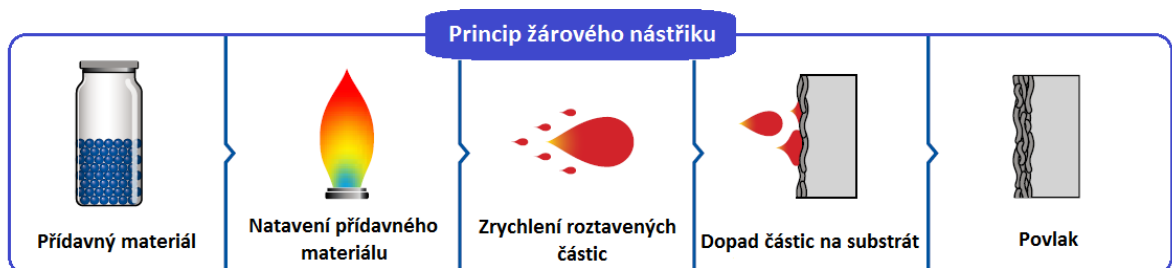 Princip žárového nástřiku
Přídavný materiál
Natavení přídavného
materiálu
Zrychlení roztavených
částic
Dopad částic na substrát
Povlak